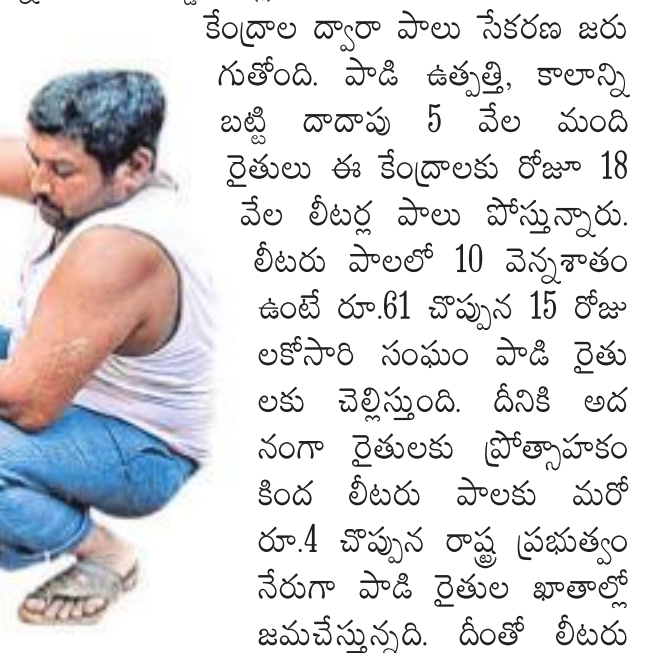 కేంద్రాల ద్వారా పాలు సేకరణ జరు
గుతోంది. పాడి ఉత్పత్తి, కాలాన్ని
బట్టి దాదాపు 5 వేల మంది
రైతులు ఈ కేంద్రాలకు రోజూ 18
వేల లీటర్ల పాలు పోస్తున్నారు.
లీటరు పాలలో 10 వెన్నశాతం
ఉంటే రూ.61 చొప్పున 15 రోజు
లకోసారి సంఘం పాడి రైతు
లకు చెల్లిస్తుంది. దీనికి అద
నంగా రైతులకు ప్రోత్సాహకం
కింద లీటరు పాలకు మరో
రూ.4 చొప్పున రాష్ట్ర ప్రభుత్వం
నేరుగా పాడి రైతుల ఖాతాల్లో
జమచేస్తున్నది. దీంతో లీటరు